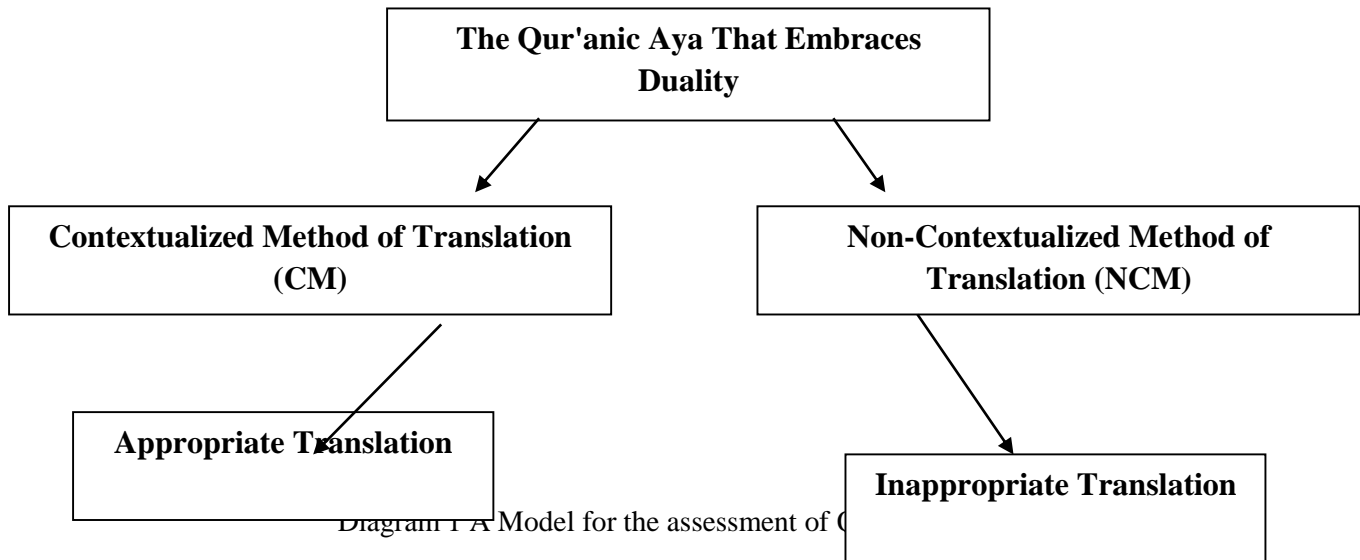 The Qur'anic Aya That Embraces
Duality
Contextualized Method of Translation
(CM)
Non-Contextualized Method of
Translation (NCM)
Appropriate Translation
Inappropriate Translation
Diagram 1 A Model for the assessment of